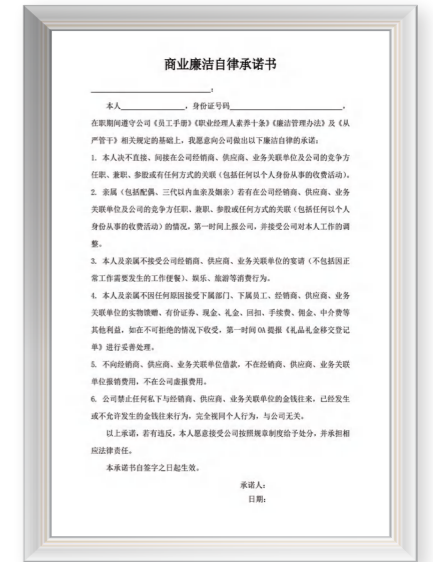 商业廉洁自律承诺书
____________________：
本人____________，身份证号码____________________，
在职期间遵守公司《员工手册》《职业经理人素养十条》《廉洁管理办法》及《从
严管干》相关规定的基础上，我愿意向公司做出以下廉洁自律的承诺：
1. 本人决不直接、间接在公司经销商、供应商、业务关联单位及公司的竞争方
任职、兼职、参股或有任何方式的关联（包括任何以个人身份从事的收费活动）。
2. 亲属（包括配偶、三代以内血亲及姻亲）若有在公司经销商、供应商、业务
关联单位及公司的竞争方任职、兼职、参股或任何方式的关联（包括任何以个人
身份从事的收费活动）的情况，第一时间上报公司，并接受公司对本人工作的调
整。
3. 本人及亲属不接受公司经销商、供应商、业务关联单位的宴请（不包括因正
常工作需要发生的工作便餐）、娱乐、旅游等消费行为。
4. 本人及亲属不因任何原因接受下属部门、下属员工、经销商、供应商、业务
关联单位的实物馈赠、有价证券、现金、礼金、回扣、手续费、佣金、中介费等
其他利益，如在不可拒绝的情况下收受，第一时间 OA 提报《礼品礼金移交登记
单》进行妥善处理。
5. 不向经销商、供应商、业务关联单位借款，不在经销商、供应商、业务关联
单位报销费用，不在公司虚报费用。
6. 公司禁止任何私下与经销商、供应商、业务关联单位的金钱往来，已经发生
或不允许发生的金钱往来行为，完全视同个人行为，与公司无关。
以上承诺，若有违反，本人愿意接受公司按照规章制度给予处分，并承担相
应法律责任。
本承诺书自签字之日起生效。
承诺人：
日期：